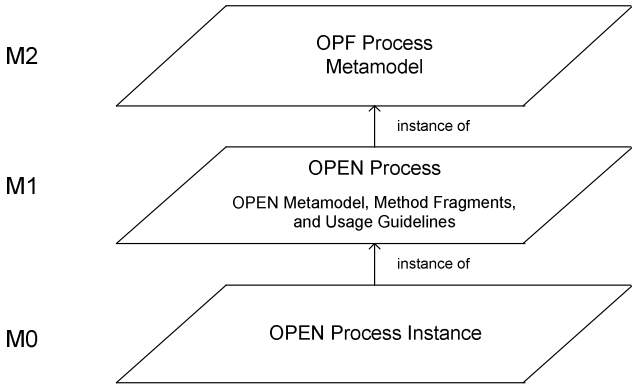 M2
OPF Process
Metamodel
instance of
M1
OPEN Process
OPEN Metamodel, Method Fragments,
and Usage Guidelines
instance of
M0
OPEN Process Instance